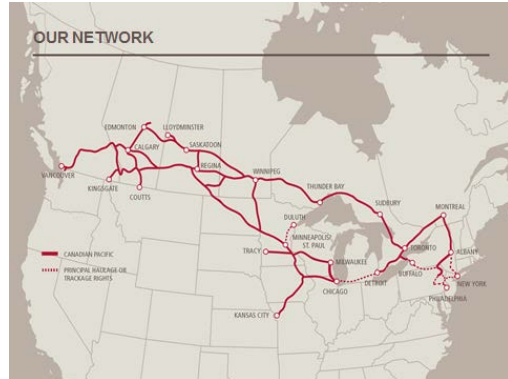 OUR NETWORK
EDMONTON
LLOYDMINSTER
CALGARY
SASKATOON
VANCOUVER
REGINA
KINGSGATE
COUTTS
WINNIPEG
THUNDER BAY
SUDBURY
MONTREAL
DULUTH
MINNEAPOLIS/
ST. PAUL
TRACY
MILWAUKEE
TORONTO
ALBANY
BUFFALO
CHICAGO
DETROIT
NEW YORK
PHILADELPHIA
KANSAS CITY
CANADIAN PACIFIC
PRINCIPAL HAULAGE OR
TRACKAGE RIGHTS